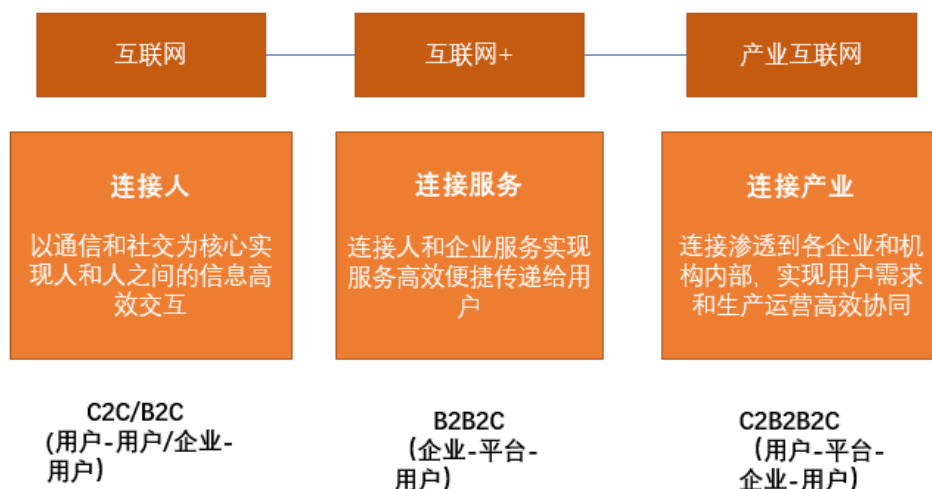 互联网
互联网+
产业互联网
连接人
以通信和社交为核心实
现人和人之间的信息高
效交互
连接服务
连接人和企业服务实现
服务高效便捷传递给用
户
连接产业
连接渗透到各企业和机
构内部、实现用户需求
和生产运营高效协同
C2C/B2C
(用户-用户/企业-
用户）
B2B2C
（企业-平台-
用户）
C2B2B2C
（用户-平台-
企业-用户）